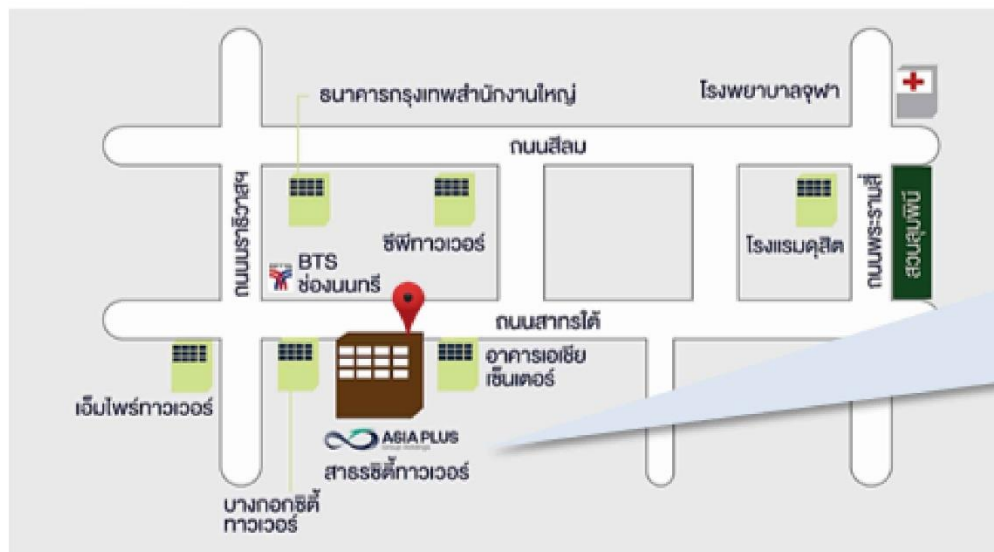 ธนาคารกรุงเทพสำนักงานใหญ่
โรงพยาบาลจุฬา
ถนนสีลม
ถนนนราธิวาสฯ
ซีพีทาวเวอร์
โรงแรมดุสิต
ถนนพระรามสี่
สวนลุมพินี
BTS
ช่องนนทรี
ถนนสาทรใต้
เอ็มไพร์ทาวเวอร์
อาคารเอเชีย
เซ็นเตอร์
ASIA PLUS
สาธรซิตี้ทาวเวอร์
บางกอกซิตี้
ทาวเวอร์